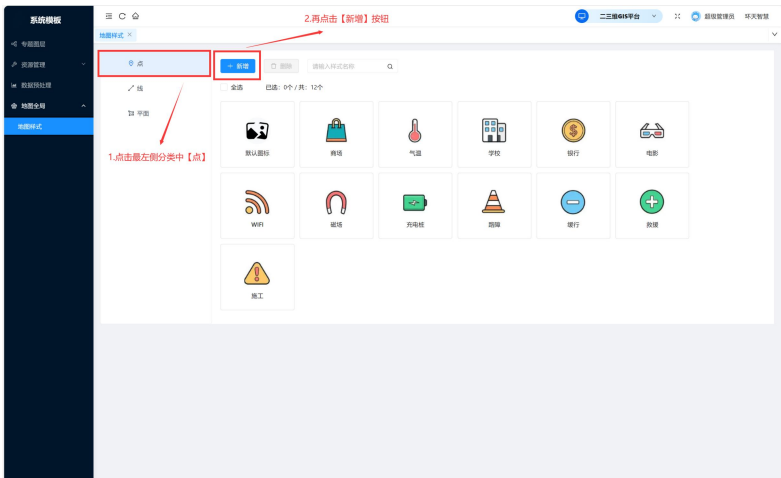 系统模板
2.再点击【新增】按钮
二三组GIS平台
超级管理员
环天智慧
专题图层
资源管理
数据预处理
地图全局
地图样式
地图样式 ×
点
线
平面
1.点击最左侧分类中【点】
+ 新增
删除
请输入样式名称
全选 已选：0个 / 共：12个
默认图标 商场 气温 学校 银行 电影
WIFI 磁场 充电桩 路障 缓行 救援
施工